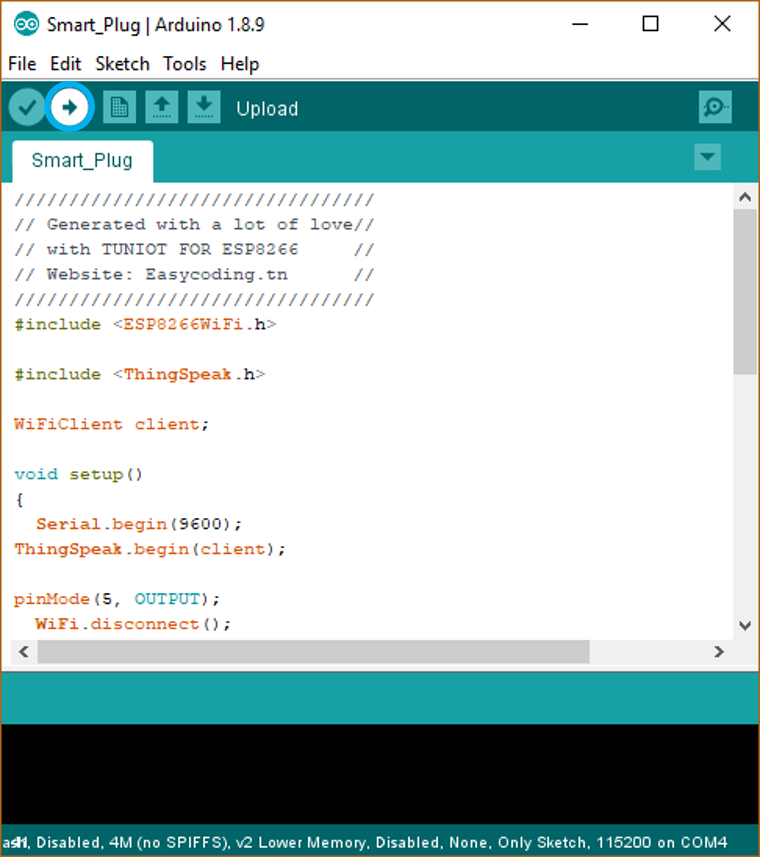 Smart_Plug | Arduino 1.8.9
File Edit Sketch Tools Help
Upload
Smart_Plug
/////////////////////////////////
// Generated with a lot of love//
// with TUNIOT FOR ESP8266     //
// Website: Easycoding.tn      //
/////////////////////////////////
#include <ESP8266WiFi.h>
#include <ThingSpeak.h>
WiFiClient client;
void setup()
{
  Serial.begin(9600);
ThingSpeak.begin(client);
pinMode(5, OUTPUT);
  WiFi.disconnect();
Disabled, 4M (no SPIFFS), v2 Lower Memory, Disabled, None, Only Sketch, 115200 on COM4